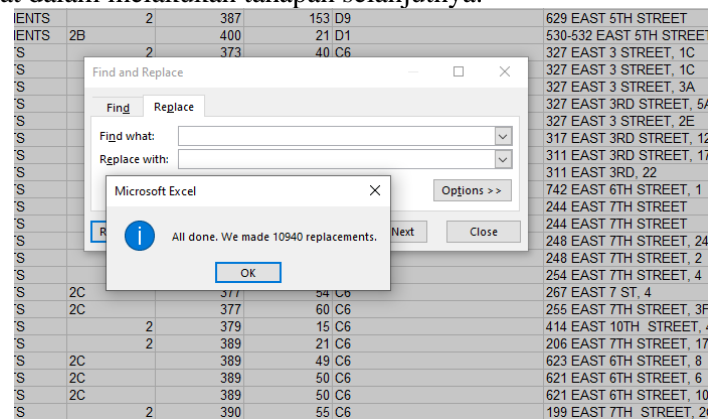 at dalam melakukan tahapan selanjutnya.
IENTS 2 387 153 D9 629 EAST 5TH STREET
IENTS 2B 400 21 D1 530-532 EAST 5TH STREET
'S 2 373 40 C6 327 EAST 3 STREET, 1C
'S Find and Replace 327 EAST 3 STREET, 1C
'S 327 EAST 3 STREET, 3A
'S Find Replace 327 EAST 3RD STREET, 5A
'S 327 EAST 3 STREET, 2E
'S Find what: 317 EAST 3RD STREET, 12
'S Replace with: 311 EAST 3RD STREET, 17
'S 311 EAST 3RD, 22
'S Microsoft Excel Options >> 742 EAST 6TH STREET, 1
'S 244 EAST 7TH STREET
'S 244 EAST 7TH STREET
'S R All done. We made 10940 replacements. Next Close 248 EAST 7TH STREET, 24
'S 248 EAST 7TH STREET, 2
'S OK 254 EAST 7TH STREET, 4
'S 2C 377 54 C6 267 EAST 7 ST, 4
'S 2C 377 60 C6 255 EAST 7TH STREET, 3F
'S 2 379 15 C6 414 EAST 10TH STREET, 4
'S 2 389 21 C6 206 EAST 7TH STREET, 17
'S 2C 389 49 C6 623 EAST 6TH STREET, 8
'S 2C 389 50 C6 621 EAST 6TH STREET, 6
'S 2C 389 50 C6 621 EAST 6TH STREET, 10
'S 2 390 55 C6 199 EAST 7TH STREET, 2